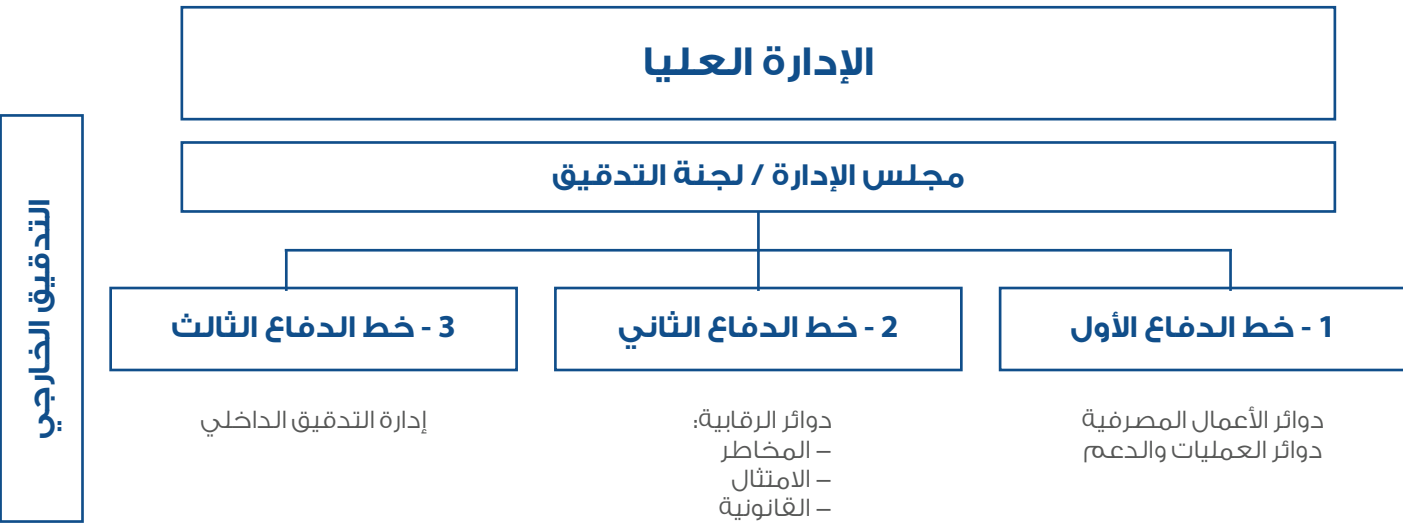 الإدارة العليا
مجلس الإدارة / لجنة التدقيق
التدقيق الخارجي
1 - خط الدفاع الأول
دوائر الأعمال المصرفية
دوائر العمليات والدعم
2 - خط الدفاع الثاني
دوائر الرقابية:
– المخاطر
– الامتثال
– القانونية
3 - خط الدفاع الثالث
إدارة التدقيق الداخلي